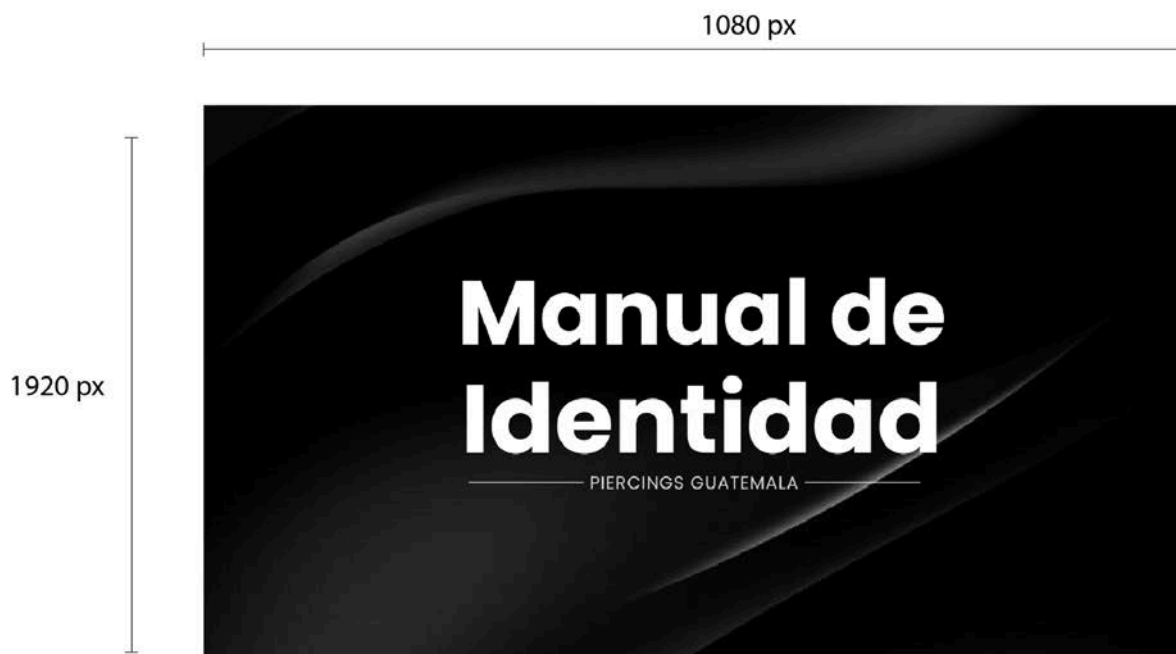 1080 px
1920 px
Manual de
Identidad
PIERCINGS GUATEMALA